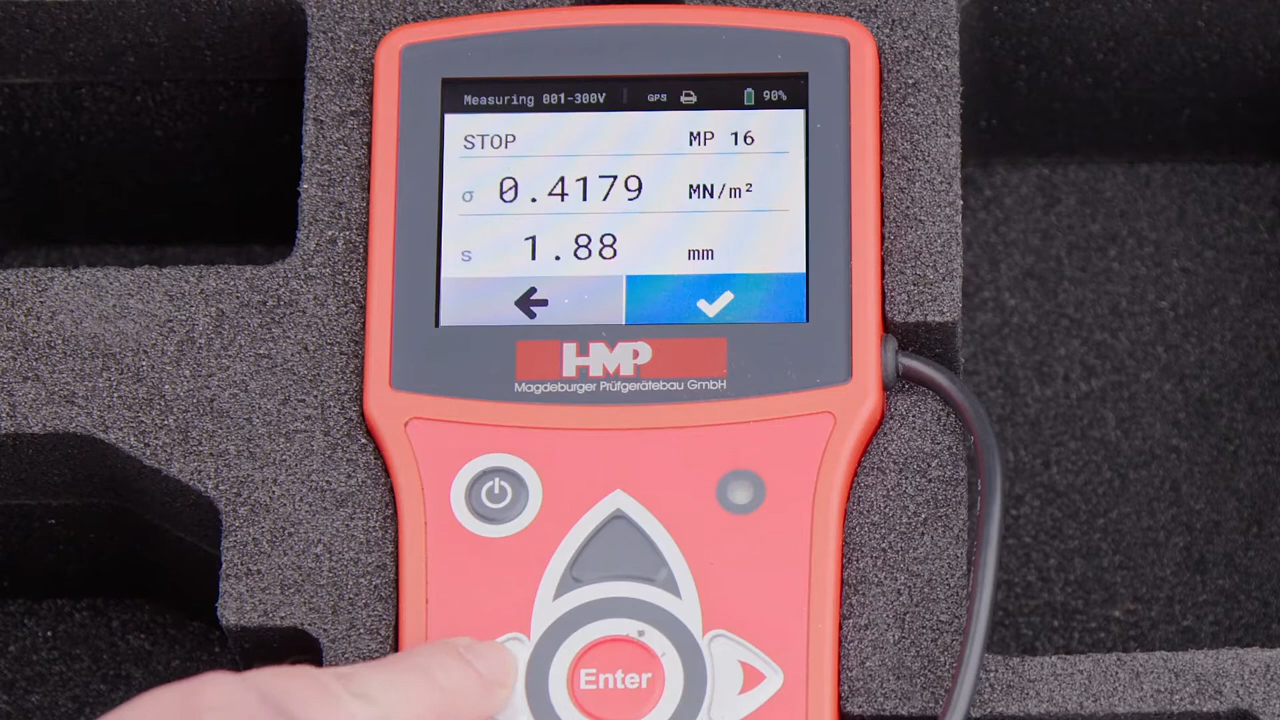 Measuring 001-300V GPS 90%
STOP MP 16
σ 0.4179 MN/m²
s 1.88 mm
HMP
Magdeburger Prüfgerätebau GmbH
Enter